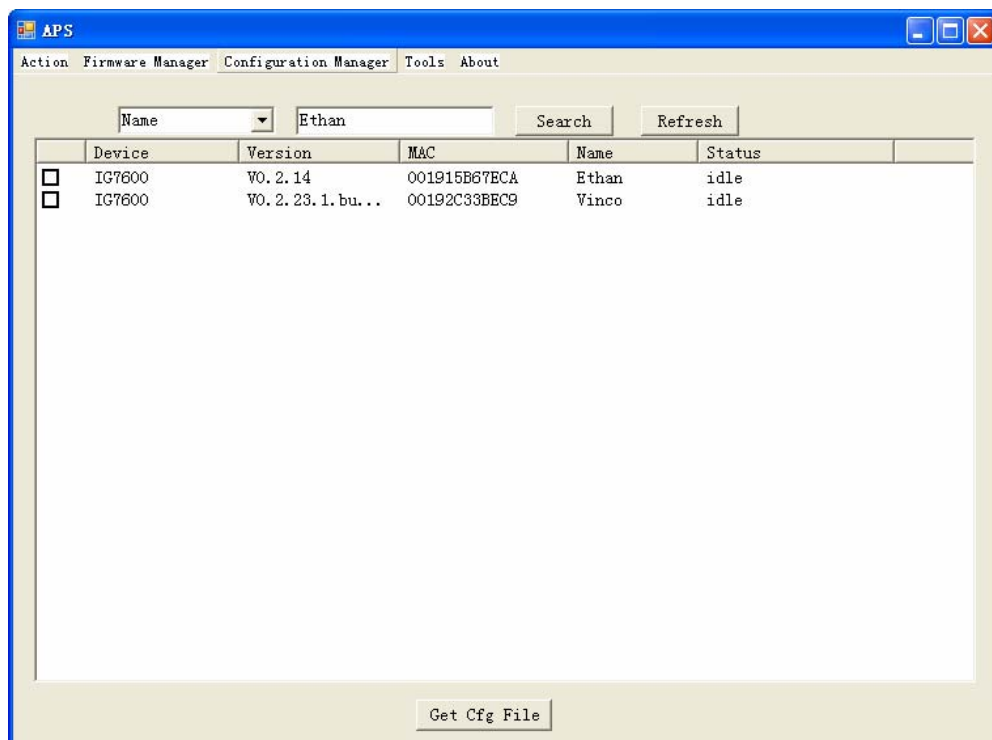 APS
Action Firmware Manager Configuration Manager Tools About
Name Ethan Search Refresh
Device Version MAC Name Status
IG7600 V0.2.14 001915B67ECA Ethan idle
IG7600 V0.2.23.1.bu... 00192C33BEC9 Vinco idle
Get Cfg File